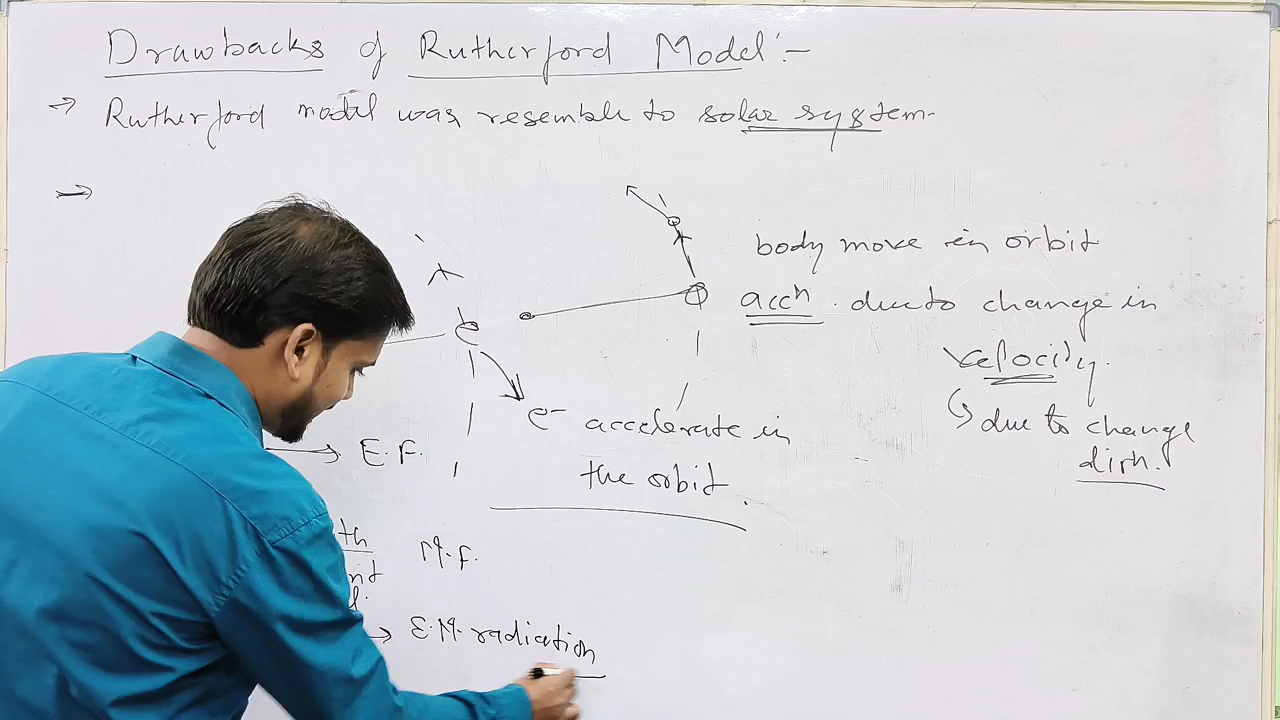 Drawbacks of Rutherford Model:-
→ Rutherford model was resemble to solar system.
→
body move in orbit
accn. due to change in
velocity.
due to change
dirn.
e
e- accelerate in
the orbit.
→ E.F.
M.F.
→ E.M. radiation